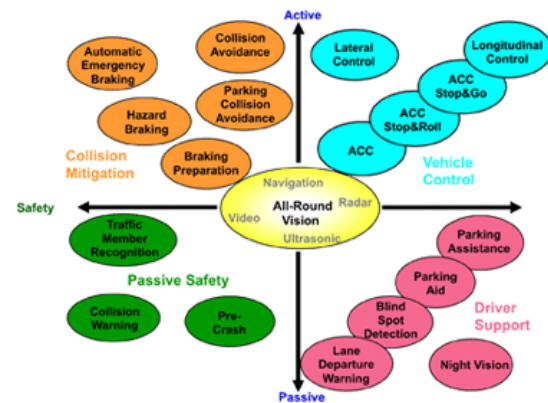 Active
Automatic
Emergency
Braking
Collision
Avoidance
Parking
Collision
Avoidance
Hazard
Braking
Braking
Preparation
Collision
Mitigation
Lateral
Control
Longitudinal
Control
ACC
Stop&Go
ACC
Stop&Roll
ACC
Vehicle
Control
Safety
Navigation
All-Round
Vision
Radar
Video
Ultrasonic
Traffic
Member
Recognition
Passive Safety
Collision
Warning
Pre-
Crash
Parking
Assistance
Parking
Aid
Blind
Spot
Detection
Driver
Support
Lane
Departure
Warning
Night Vision
Passive